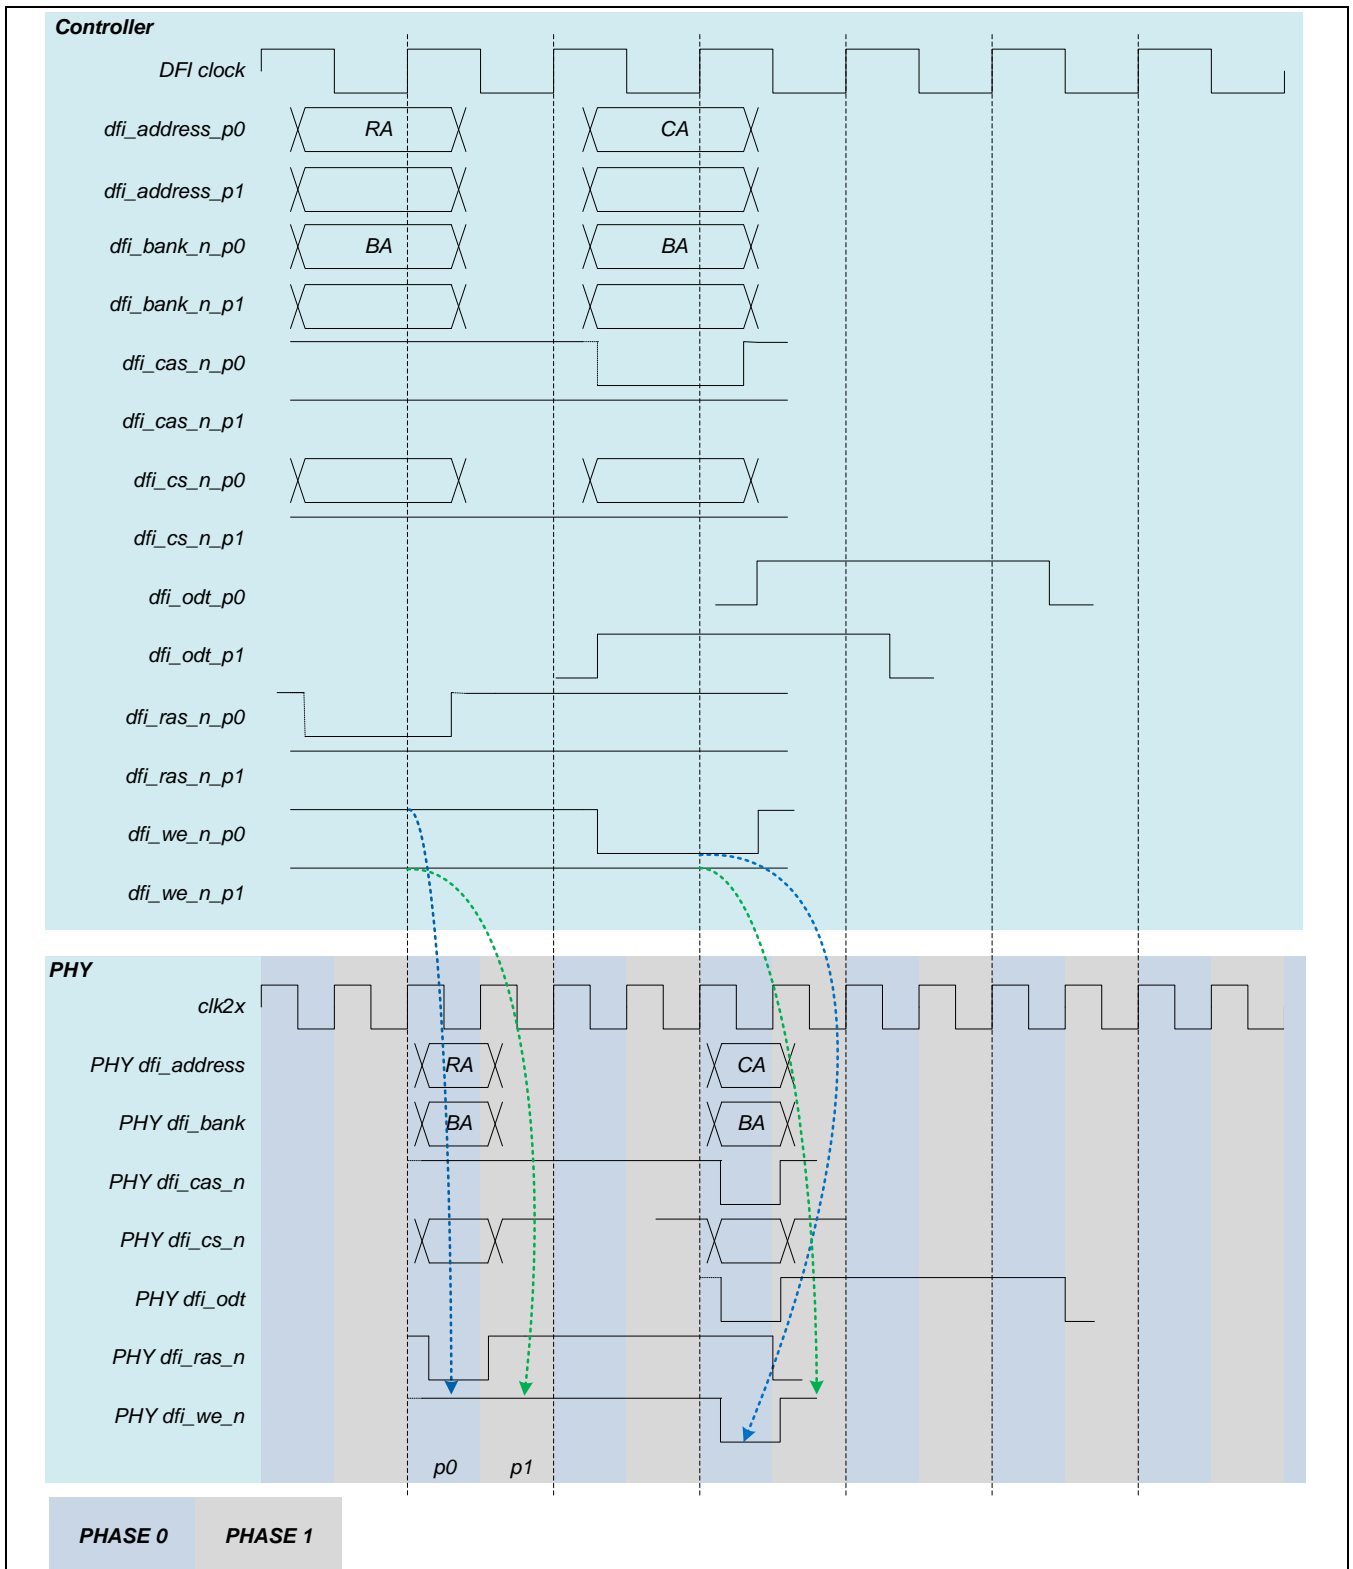 Controller
DFI clock
dfi_address_p0 RA CA
dfi_address_p1
dfi_bank_n_p0 BA BA
dfi_bank_n_p1
dfi_cas_n_p0
dfi_cas_n_p1
dfi_cs_n_p0
dfi_cs_n_p1
dfi_odt_p0
dfi_odt_p1
dfi_ras_n_p0
dfi_ras_n_p1
dfi_we_n_p0
dfi_we_n_p1
PHY
clk2x
PHY dfi_address RA CA
PHY dfi_bank BA BA
PHY dfi_cas_n
PHY dfi_cs_n
PHY dfi_odt
PHY dfi_ras_n
PHY dfi_we_n
p0 p1
PHASE 0 PHASE 1